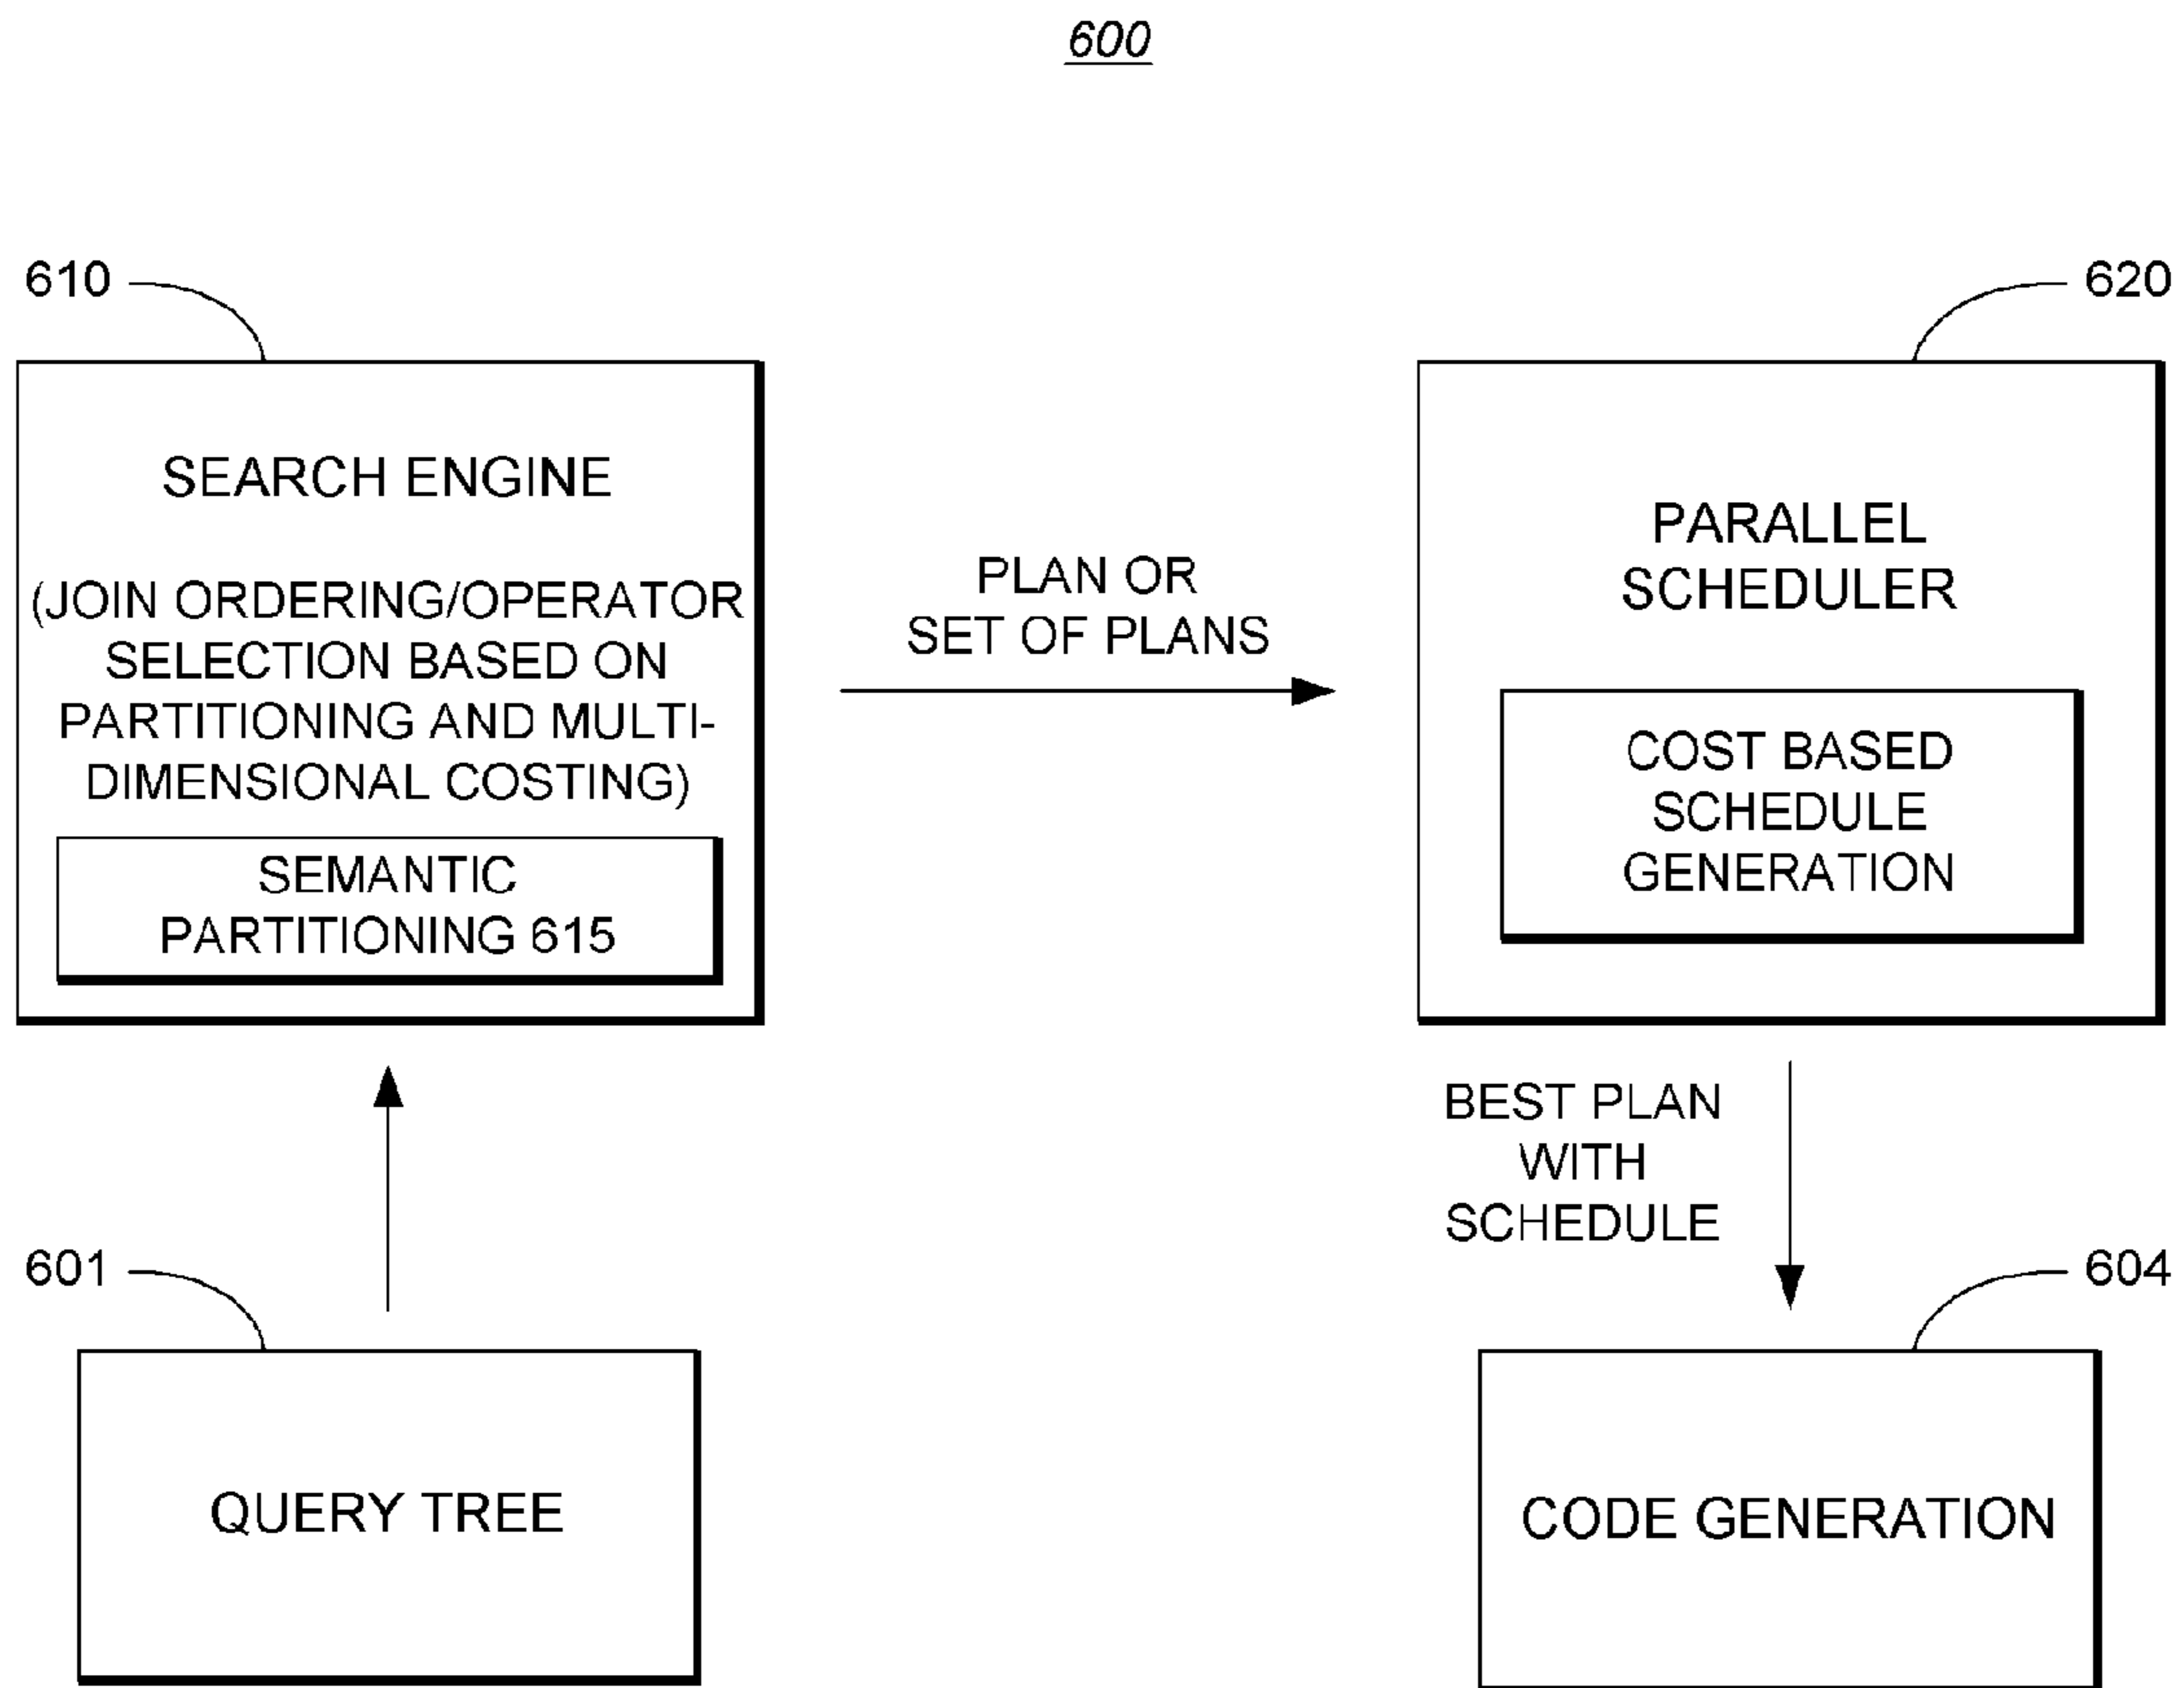 600
610
620
SEARCH ENGINE
(JOIN ORDERING/OPERATOR
SELECTION BASED ON
PARTITIONING AND MULTI-
DIMENSIONAL COSTING)
SEMANTIC
PARTITIONING 615
PLAN OR
SET OF PLANS
PARALLEL
SCHEDULER
COST BASED
SCHEDULE
GENERATION
BEST PLAN
WITH
SCHEDULE
601
604
QUERY TREE
CODE GENERATION